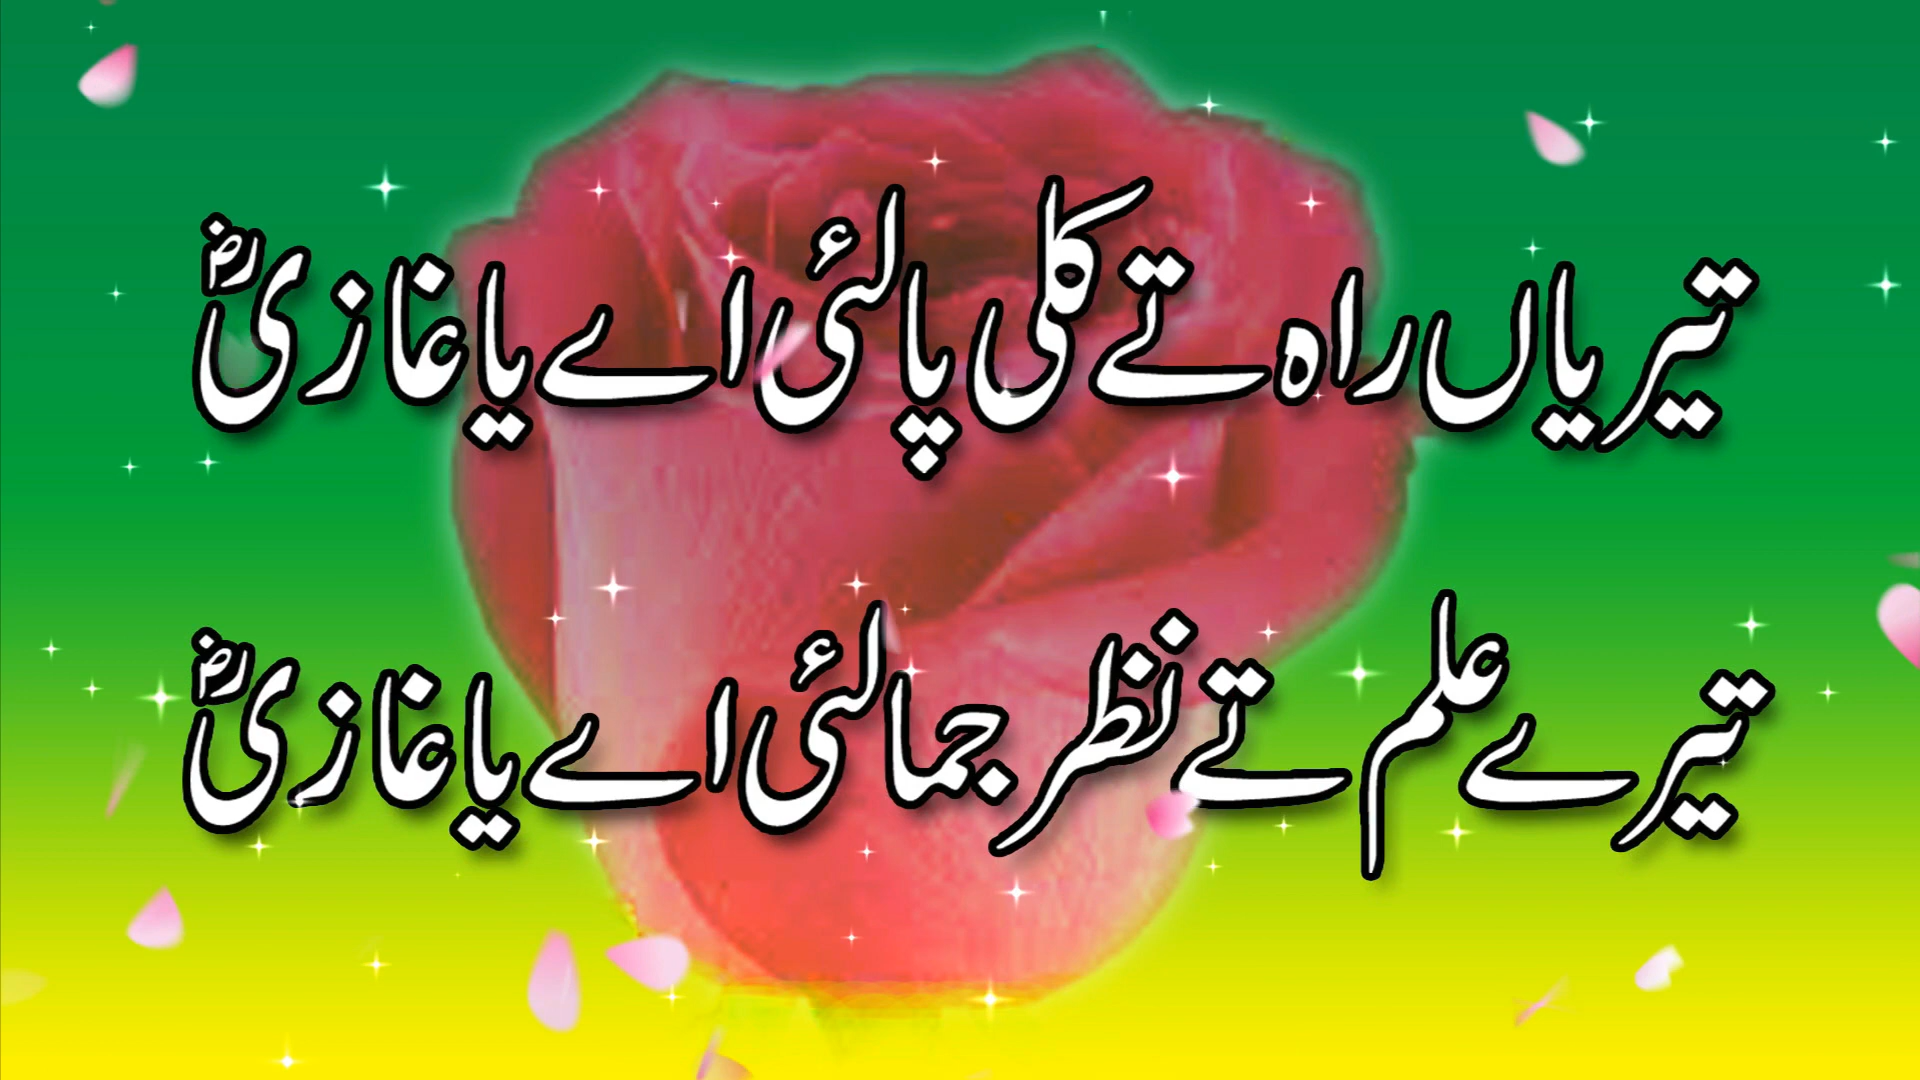 تیریاں راہ تے کلی پا لئی اے یا غازیؓ
تیرے علم تے نظر جما لئی اے یا غازیؓ